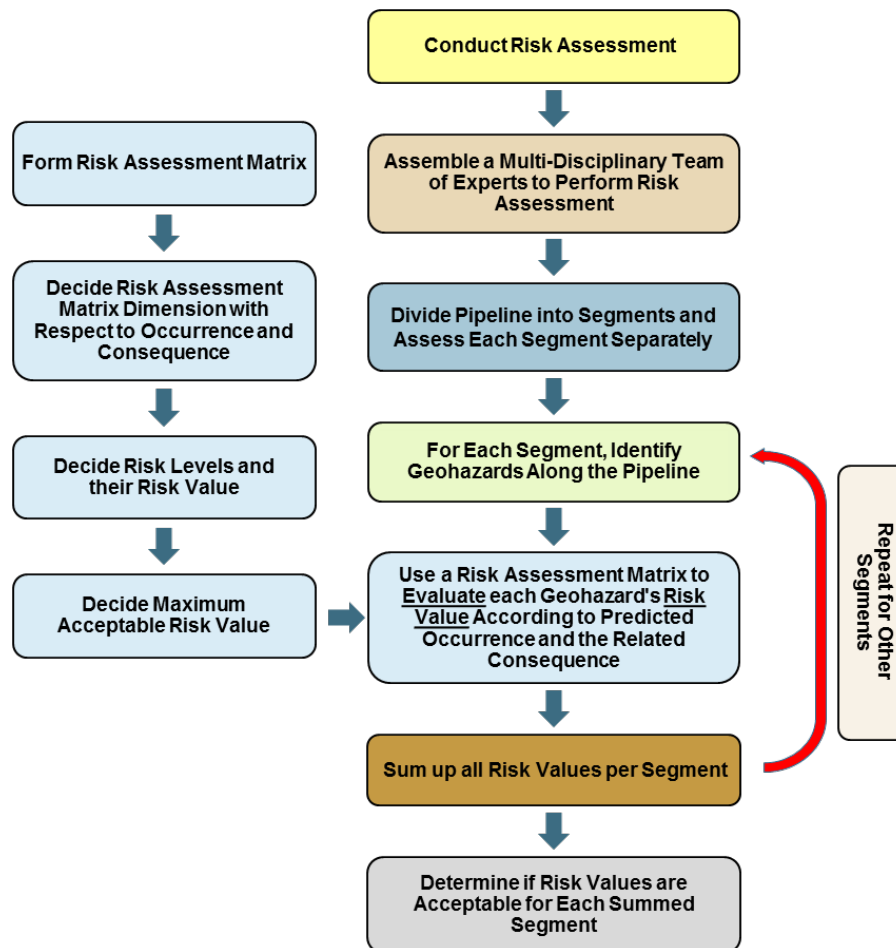 Conduct Risk Assessment
Form Risk Assessment Matrix
Assemble a Multi-Disciplinary Team
of Experts to Perform Risk
Assessment
Decide Risk Assessment
Matrix Dimension with
Respect to Occurrence and
Consequence
Divide Pipeline into Segments and
Assess Each Segment Separately
Decide Risk Levels and
their Risk Value
For Each Segment, Identify
Geohazards Along the Pipeline
Decide Maximum
Acceptable Risk Value
Use a Risk Assessment Matrix to
Evaluate each Geohazard's Risk
Value According to Predicted
Occurrence and the Related
Consequence
Repeat for Other
Segments
Sum up all Risk Values per Segment
Determine if Risk Values are
Acceptable for Each Summed
Segment